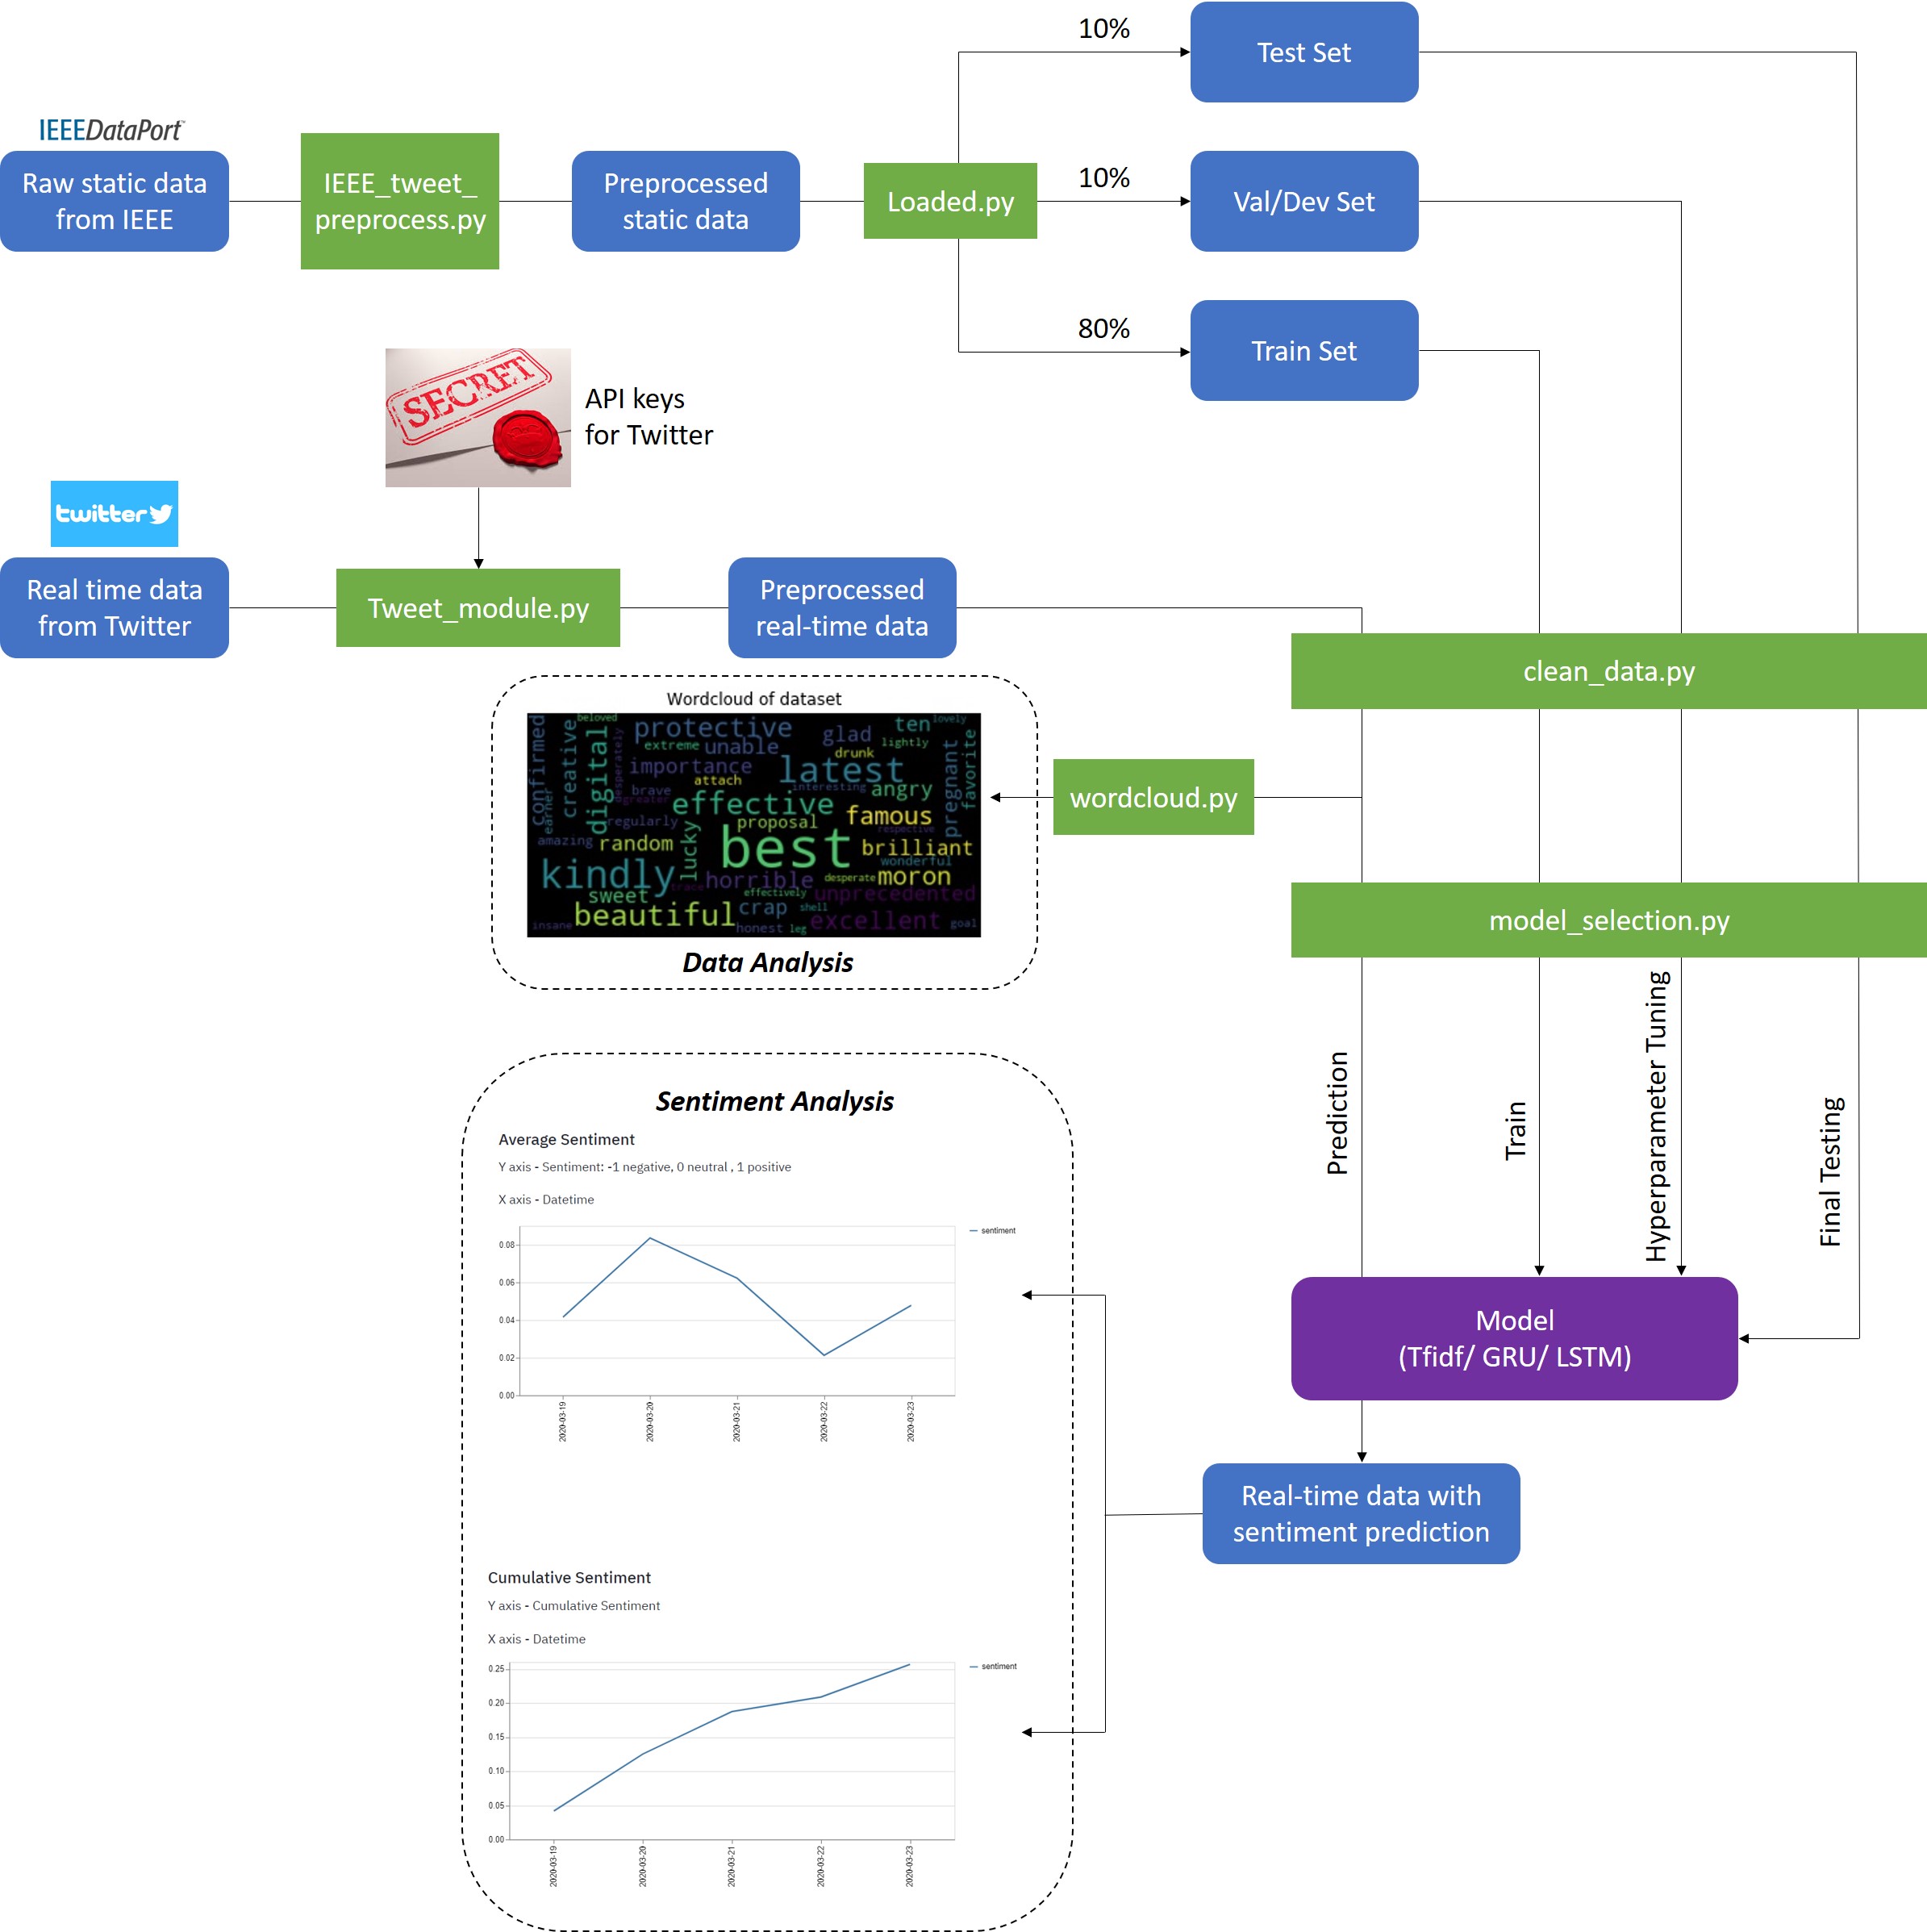 10%
Test Set
IEEEDataPort™
Raw static data
from IEEE
IEEE_tweet_
preprocess.py
Preprocessed
static data
Loaded.py
10%
Val/Dev Set
80%
Train Set
SECRET
API keys
for Twitter
twitter
Real time data
from Twitter
Tweet_module.py
Preprocessed
real-time data
clean_data.py
Wordcloud of dataset
confirmed
creative
beloved
digital
desperately
protective
glad
ten
lovely
extreme
unable
drunk
lightly
importance
latest
pregnant
favorite
attach
interesting
angry
earner
brave
greater
effective
famous
regularly
proposal
respective
amazing
random
lucky
best
brilliant
wonderful
kindly
trace
horrible
desperate
moron
sweet
effectively
unprecedented
beautiful
crap
shell
excellent
insane
honest
leg
goal
Data Analysis
wordcloud.py
model_selection.py
Prediction
Train
Hyperparameter Tuning
Final Testing
Model
(Tfidf/ GRU/ LSTM)
Real-time data with
sentiment prediction
Sentiment Analysis
Average Sentiment
Y axis - Sentiment: -1 negative, 0 neutral , 1 positive
X axis - Datetime
sentiment
0.08
0.06
0.04
0.02
0.00
2020-03-19
2020-03-20
2020-03-21
2020-03-22
2020-03-23
Cumulative Sentiment
Y axis - Cumulative Sentiment
X axis - Datetime
sentiment
0.25
0.20
0.15
0.10
0.05
0.00
2020-03-19
2020-03-20
2020-03-21
2020-03-22
2020-03-23